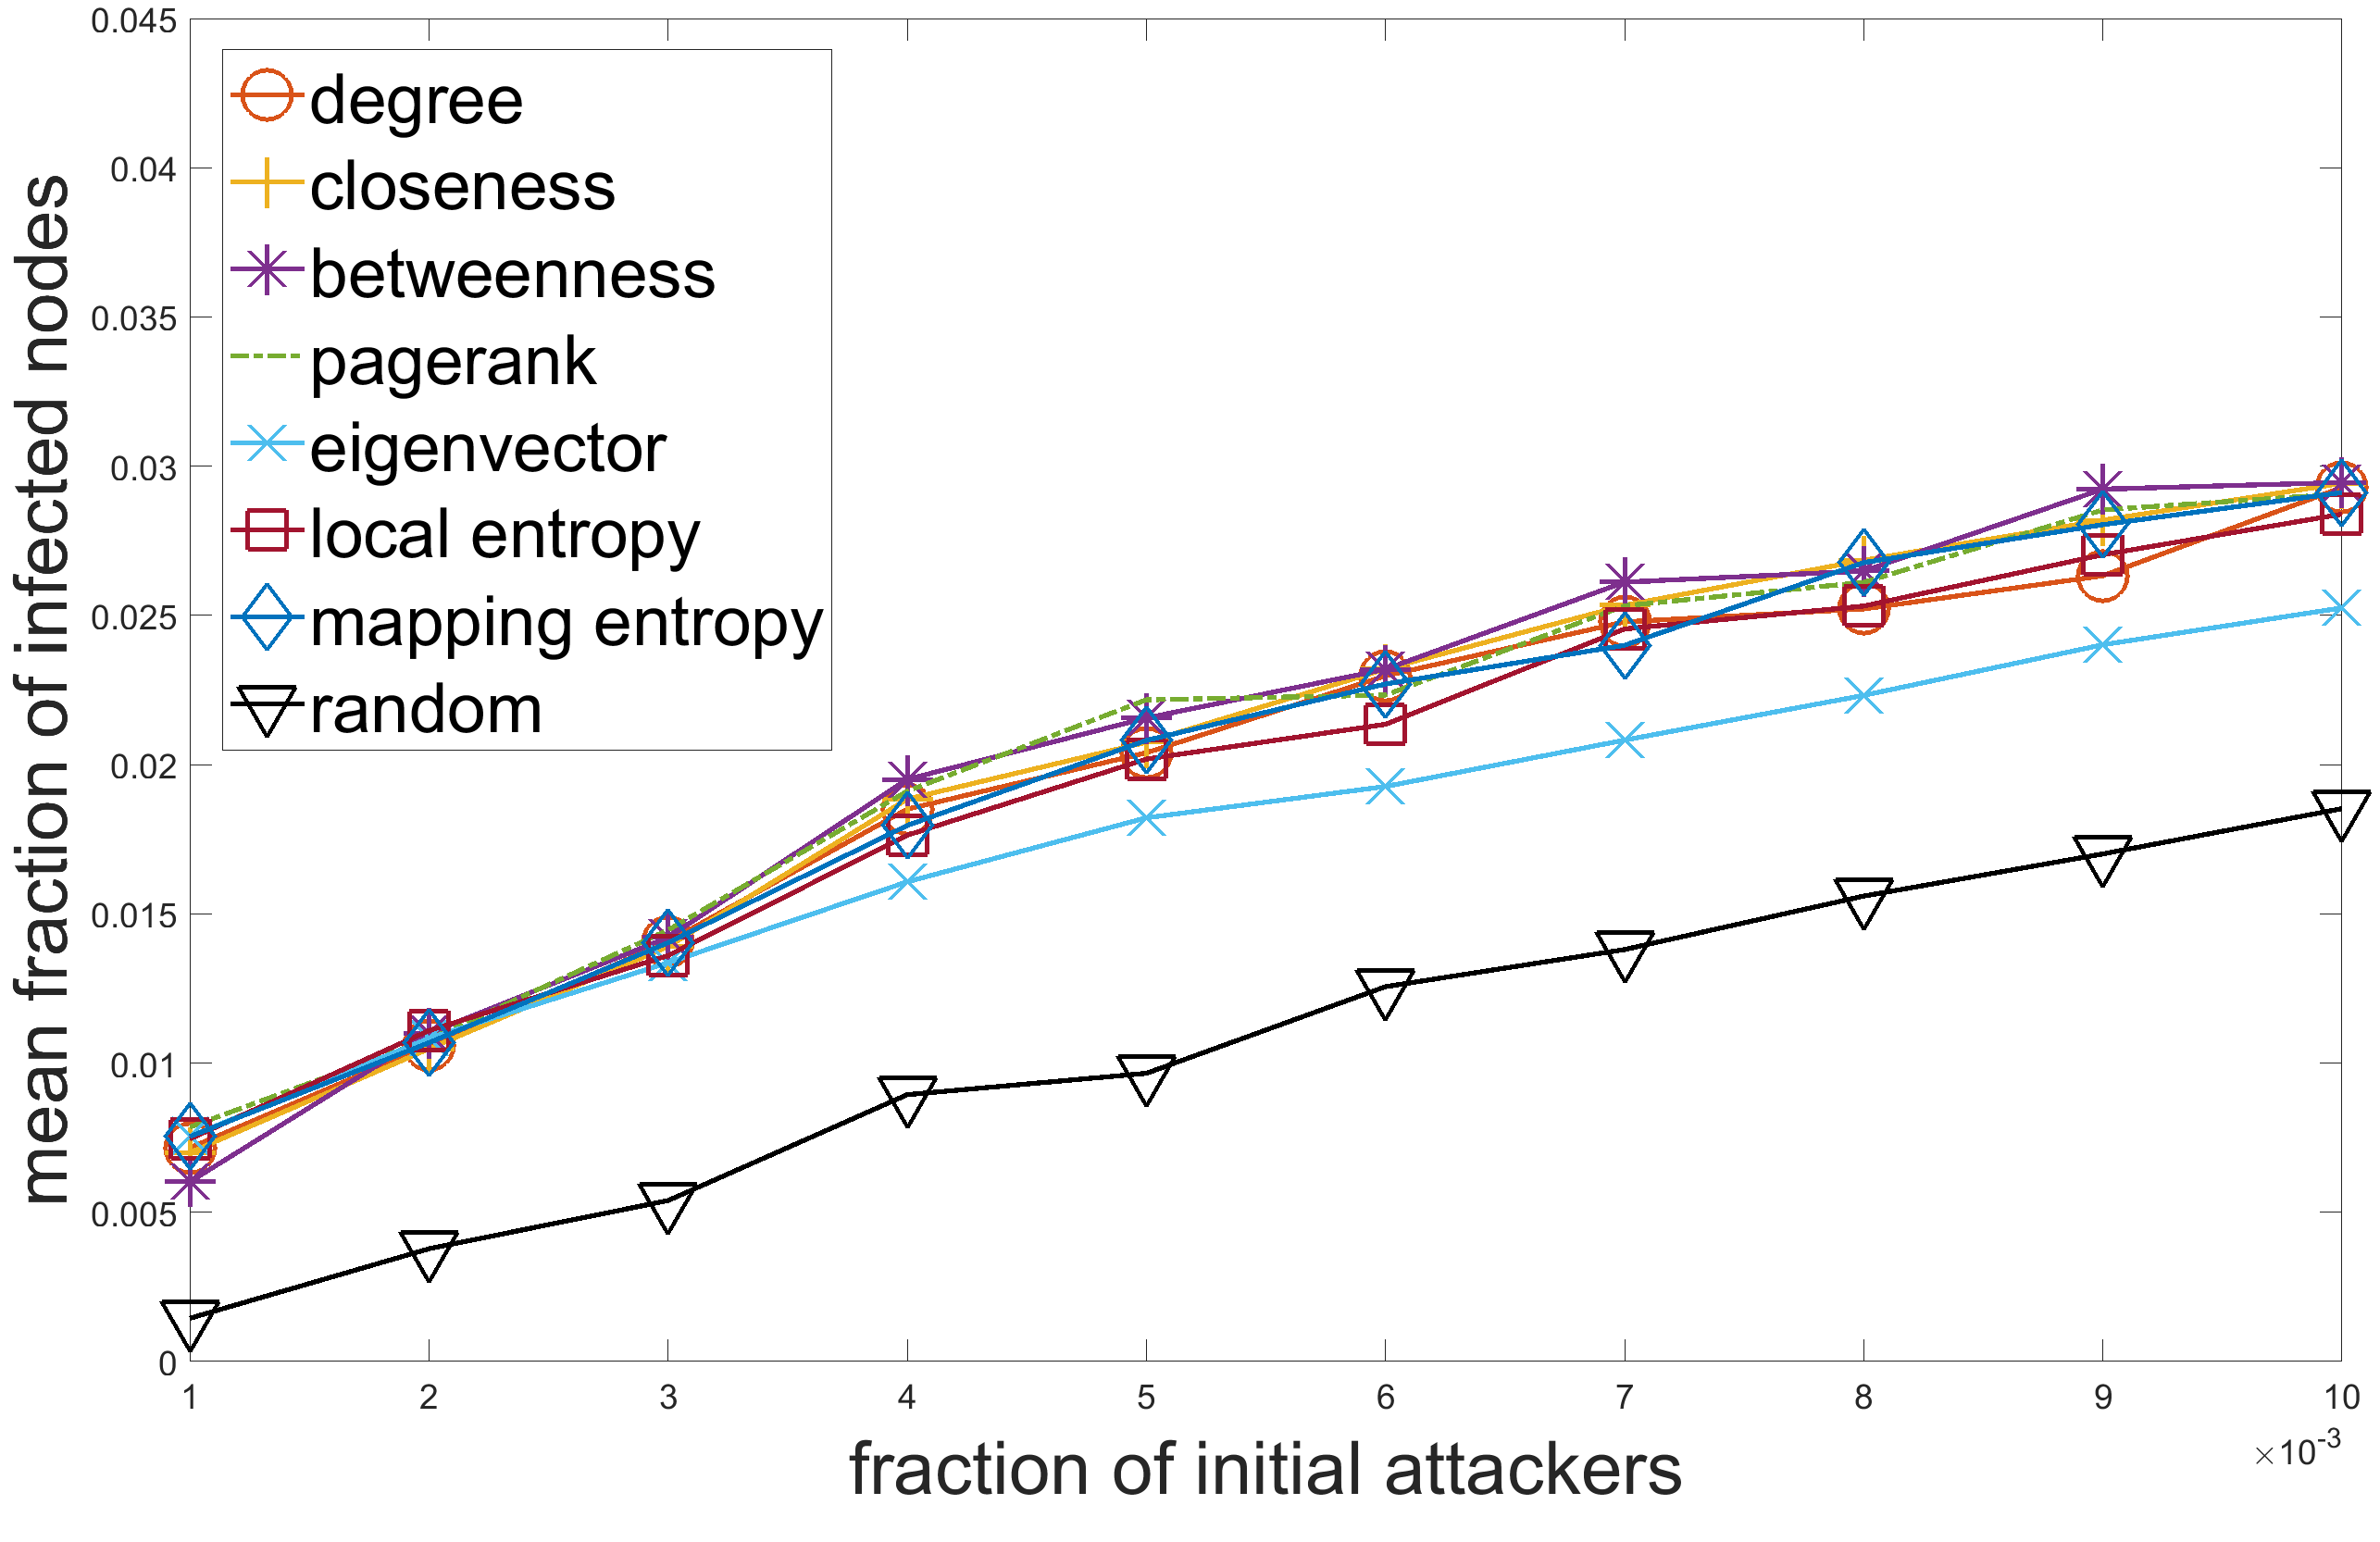 0.045
0.04
0.035
0.03
0.025
0.02
0.015
0.01
0.005
0
mean fraction of infected nodes
degree
closeness
betweenness
pagerank
eigenvector
local entropy
mapping entropy
random
1 2 3 4 5 6 7 8 9 10
×10⁻³
fraction of initial attackers